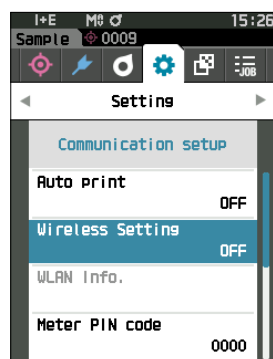 I+E M0 ♂ 15:26
Sample 0009
-JOB
Setting
Communication setup
Auto print
OFF
Wireless Setting
OFF
WLAN Info.
Meter PIN code
0000